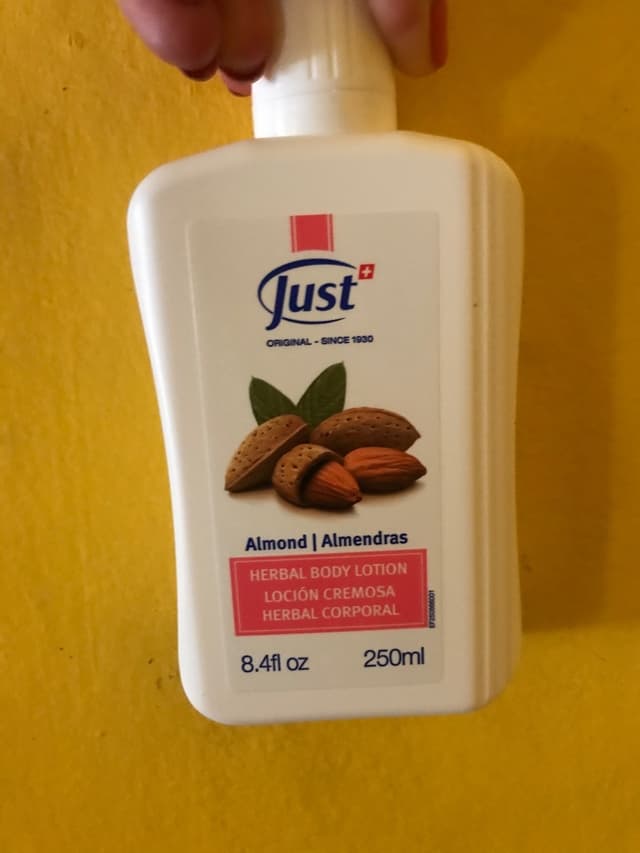 Just
ORIGINAL - SINCE 1930
Almond | Almendras
HERBAL BODY LOTION
LOCIÓN CREMOSA
HERBAL CORPORAL
8.4fl oz 250ml